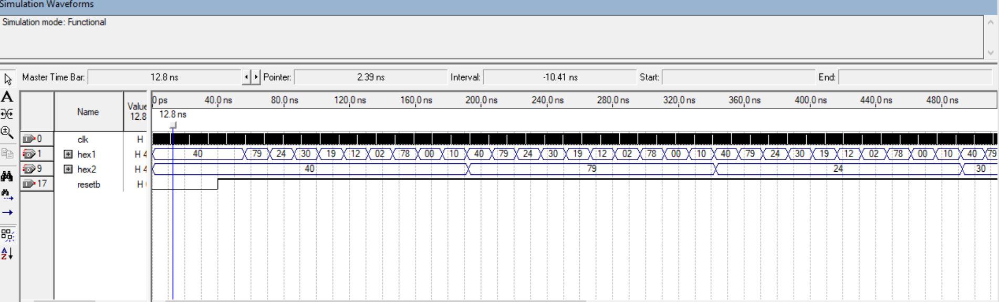 Simulation Waveforms
Simulation mode: Functional
Master Time Bar: 12.8 ns Pointer: 2.39 ns Interval: -10.41 ns Start: End:
Name Value 12.8
0 ps 40.0 ns 80.0 ns 120.0 ns 160.0 ns 200.0 ns 240.0 ns 280.0 ns 320.0 ns 360.0 ns 400.0 ns 440.0 ns 480.0 ns
12.8 ns
0 clk H
1 hex1 H 4 40 79 24 30 19 12 02 78 00 10 40 79 24 30 19 12 02 78 00 10 40 79 24 30 19 12 02 78 00 10 40 79
9 hex2 H 4 40 79 24 30
17 resetb H